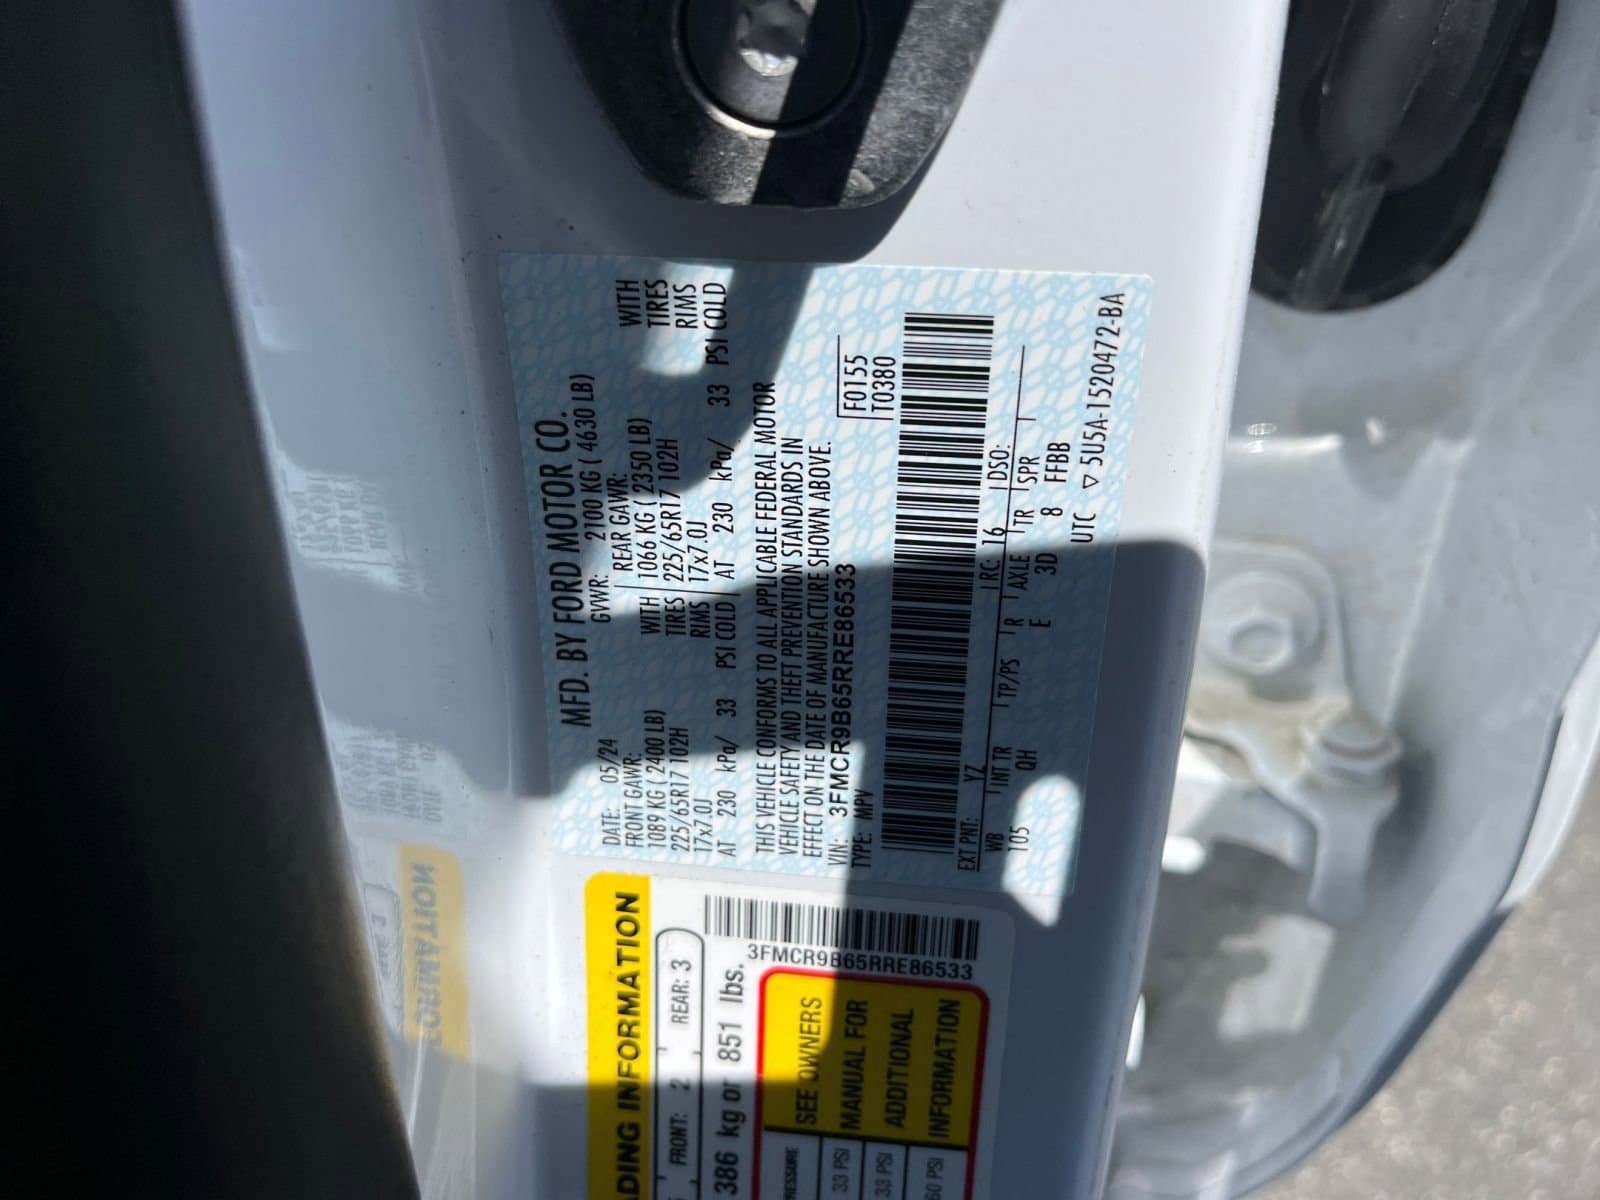 MFD. BY FORD MOTOR CO.
DATE: 05/24 GVWR: 2100 KG ( 4630 LB)
FRONT GAWR: REAR GAWR:
1089 KG ( 2400 LB) WITH 1066 KG ( 2350 LB) WITH
225/65R17 102H TIRES 225/65R17 102H TIRES
17x7.0J RIMS 17x7.0J RIMS
AT 230 kPa/ 33 PSI COLD AT 230 kPa/ 33 PSI COLD
THIS VEHICLE CONFORMS TO ALL APPLICABLE FEDERAL MOTOR
VEHICLE SAFETY AND THEFT PREVENTION STANDARDS IN
EFFECT ON THE DATE OF MANUFACTURE SHOWN ABOVE.
VIN: 3FMCR9B65RRE86533 F0155
TYPE: MPV T0380
EXT PNT: YZ RC: 16 DSO:
WB INT TR TP/PS R AXLE TR SPR
105 QH E 3D 8 FFBB
UTC ▽ 5U5A-1520472-BA
ADING INFORMATION
FRONT: 2 REAR: 3
386 kg or 851 lbs.
3FMCR9B65RRE86533
SEE OWNERS
33 PSI MANUAL FOR
33 PSI ADDITIONAL
60 PSI INFORMATION